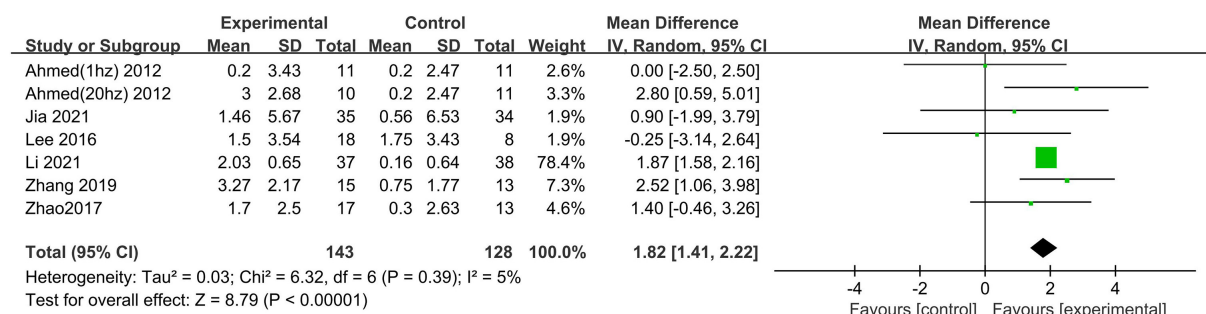 Experimental Control Mean Difference Mean Difference
Study or Subgroup Mean SD Total Mean SD Total Weight IV, Random, 95% CI IV, Random, 95% CI
Ahmed(1hz) 2012 0.2 3.43 11 0.2 2.47 11 2.6% 0.00 [-2.50, 2.50]
Ahmed(20hz) 2012 3 2.68 10 0.2 2.47 11 3.3% 2.80 [0.59, 5.01]
Jia 2021 1.46 5.67 35 0.56 6.53 34 1.9% 0.90 [-1.99, 3.79]
Lee 2016 1.5 3.54 18 1.75 3.43 8 1.9% -0.25 [-3.14, 2.64]
Li 2021 2.03 0.65 37 0.16 0.64 38 78.4% 1.87 [1.58, 2.16]
Zhang 2019 3.27 2.17 15 0.75 1.77 13 7.3% 2.52 [1.06, 3.98]
Zhao2017 1.7 2.5 17 0.3 2.63 13 4.6% 1.40 [-0.46, 3.26]
Total (95% CI) 143 128 100.0% 1.82 [1.41, 2.22]
Heterogeneity: Tau² = 0.03; Chi² = 6.32, df = 6 (P = 0.39); I² = 5%
Test for overall effect: Z = 8.79 (P < 0.00001)
-4 -2 0 2 4
Favours [control] Favours [experimental]